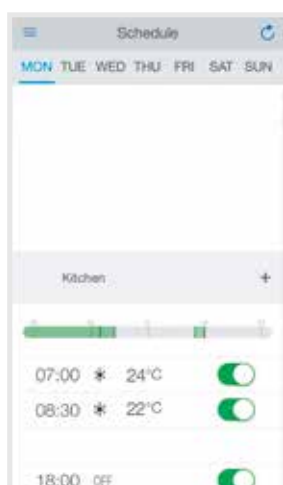 Schedule
MON TUE WED THU FRI SAT SUN
Kitchen +
07:00 24°C
08:30 22°C
18:00 OFF